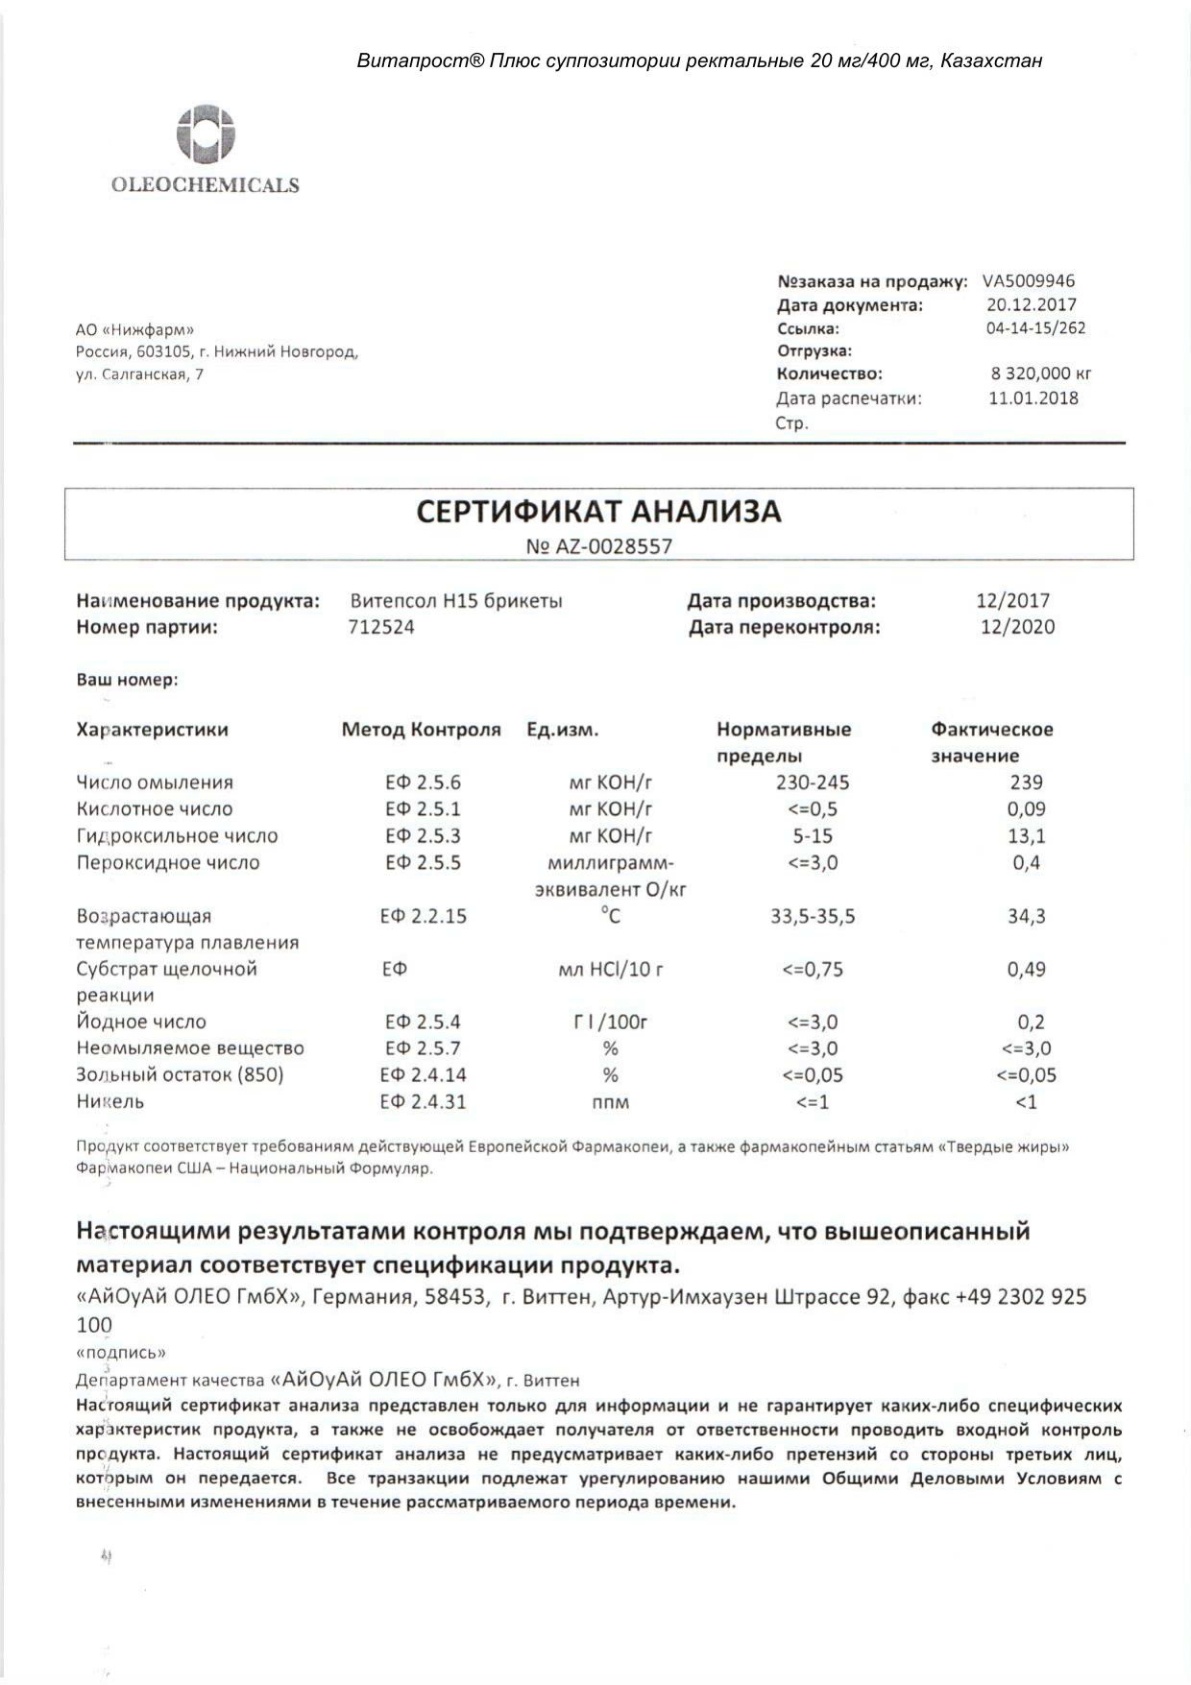 Витапрост® Плюс суппозитории ректальные 20 мг/400 мг, Казахстан
OLEOCHEMICALS
№заказа на продажу: VA5009946
Дата документа: 20.12.2017
Ссылка: 04-14-15/262
Отгрузка:
Количество: 8 320,000 кг
Дата распечатки: 11.01.2018
Стр.
АО «Нижфарм»
Россия, 603105, г. Нижний Новгород,
ул. Салганская, 7
СЕРТИФИКАТ АНАЛИЗА
№ AZ-0028557
Наименование продукта: Витепсол Н15 брикеты Дата производства: 12/2017
Номер партии: 712524 Дата переконтроля: 12/2020
Ваш номер:
Характеристики Метод Контроля Ед.изм. Нормативные Фактическое
пределы значение
Число омыления ЕФ 2.5.6 мг КОН/г 230-245 239
Кислотное число ЕФ 2.5.1 мг КОН/г <=0,5 0,09
Гидроксильное число ЕФ 2.5.3 мг КОН/г 5-15 13,1
Пероксидное число ЕФ 2.5.5 миллиграмм- <=3,0 0,4
эквивалент О/кг
Возрастающая ЕФ 2.2.15 °С 33,5-35,5 34,3
температура плавления
Субстрат щелочной ЕФ мл HCl/10 г <=0,75 0,49
реакции
Йодное число ЕФ 2.5.4 Г I /100г <=3,0 0,2
Неомыляемое вещество ЕФ 2.5.7 % <=3,0 <=3,0
Зольный остаток (850) ЕФ 2.4.14 % <=0,05 <=0,05
Никель ЕФ 2.4.31 ппм <=1 <1
Продукт соответствует требованиям действующей Европейской Фармакопеи, а также фармакопейным статьям «Твердые жиры»
Фармакопеи США – Национальный Формуляр.
Настоящими результатами контроля мы подтверждаем, что вышеописанный
материал соответствует спецификации продукта.
«АйОуАй ОЛЕО ГмбХ», Германия, 58453, г. Виттен, Артур-Имхаузен Штрассе 92, факс +49 2302 925
100
«подпись»
Департамент качества «АйОуАй ОЛЕО ГмбХ», г. Виттен
Настоящий сертификат анализа представлен только для информации и не гарантирует каких-либо специфических
характеристик продукта, а также не освобождает получателя от ответственности проводить входной контроль
продукта. Настоящий сертификат анализа не предусматривает каких-либо претензий со стороны третьих лиц,
которым он передается. Все транзакции подлежат урегулированию нашими Общими Деловыми Условиям с
внесенными изменениями в течение рассматриваемого периода времени.